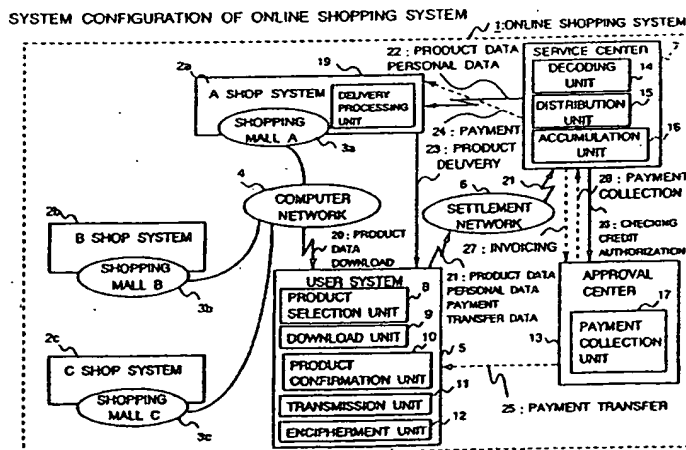 SYSTEM CONFIGURATION OF ONLINE SHOPPING SYSTEM
1:ONLINE SHOPPING SYSTEM
22 : PRODUCT DATA
PERSONAL DATA
SERVICE CENTER
7
DECODING
UNIT
14
DISTRIBUTION
UNIT
15
ACCUMULATION
UNIT
16
2a
19
A SHOP SYSTEM
DELIVERY
PROCESSING
UNIT
SHOPPING
MALL A
3a
24 : PAYMENT
23 : PRODUCT
DELIVERY
4
COMPUTER
NETWORK
6
21
SETTLEMENT
NETWORK
28 : PAYMENT
COLLECTION
2b
B SHOP SYSTEM
SHOPPING
MALL B
3b
20 : PRODUCT
DATA
DOWNLOAD
27 : INVOICING
CHECKING
CREDIT
AUTHORIZATION
USER SYSTEM
PRODUCT
SELECTION UNIT
8
DOWNLOAD UNIT
9
10
PRODUCT
CONFIRMATION UNIT
5
TRANSMISSION UNIT
11
ENCIPHERMENT UNIT
12
21 : PRODUCT DATA
PERSONAL DATA
PAYMENT
TRANSFER DATA
APPROVAL
CENTER
17
PAYMENT
COLLECTION
UNIT
13
2c
C SHOP SYSTEM
SHOPPING
MALL C
3c
25 : PAYMENT TRANSFER